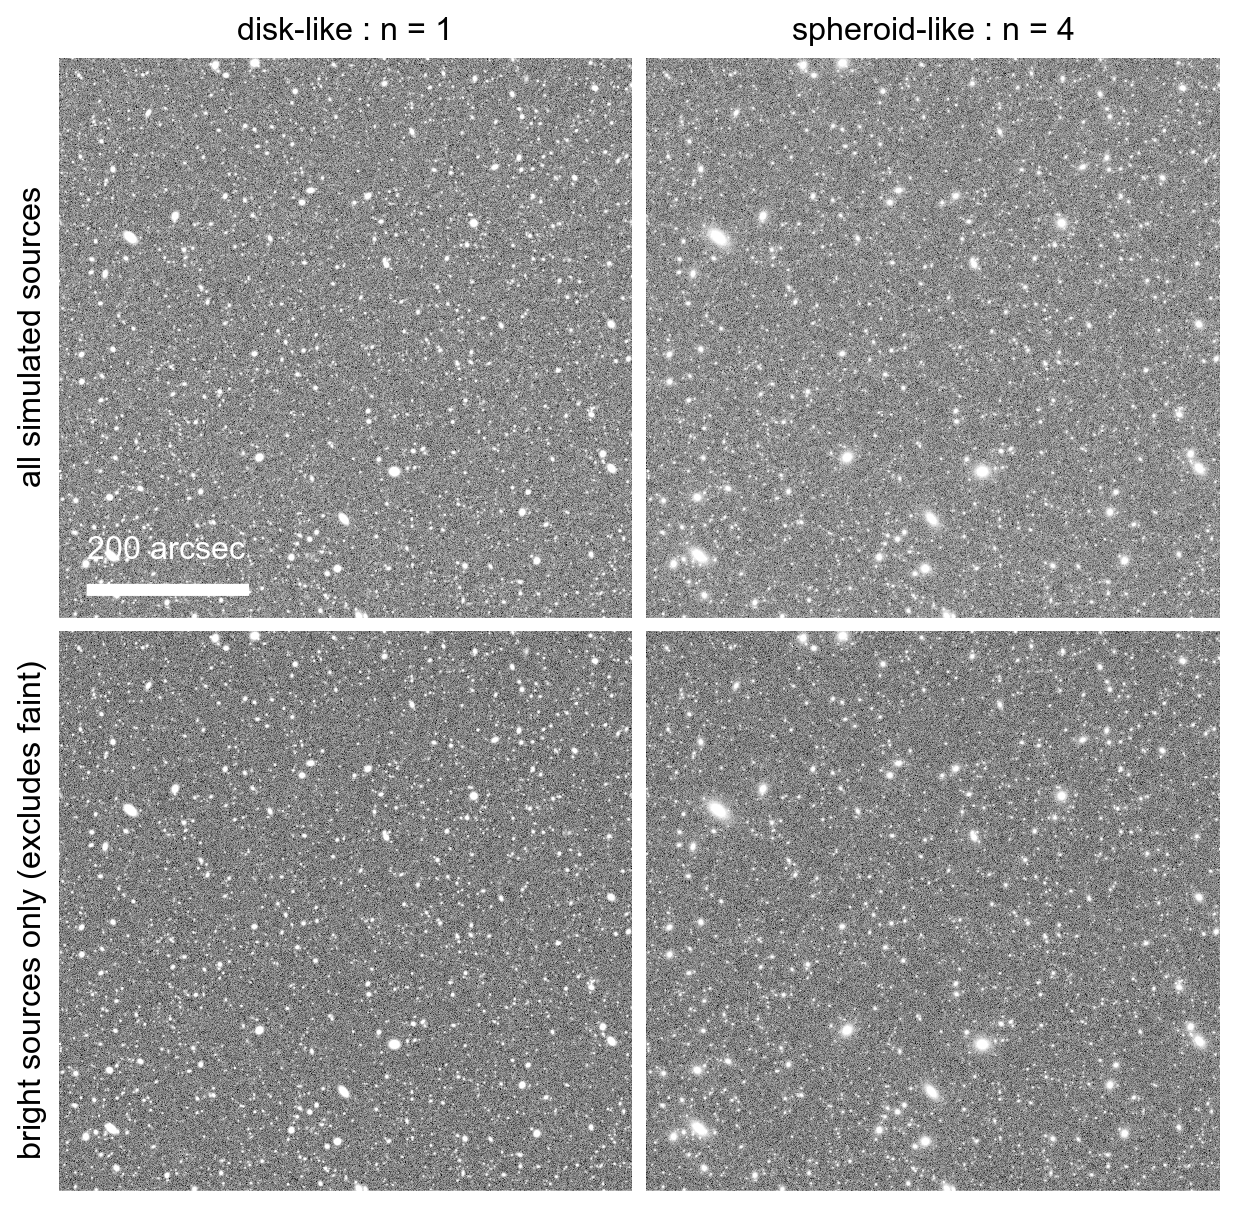 disk-like : n = 1
spheroid-like : n = 4
all simulated sources
200 arcsec
bright sources only (excludes faint)